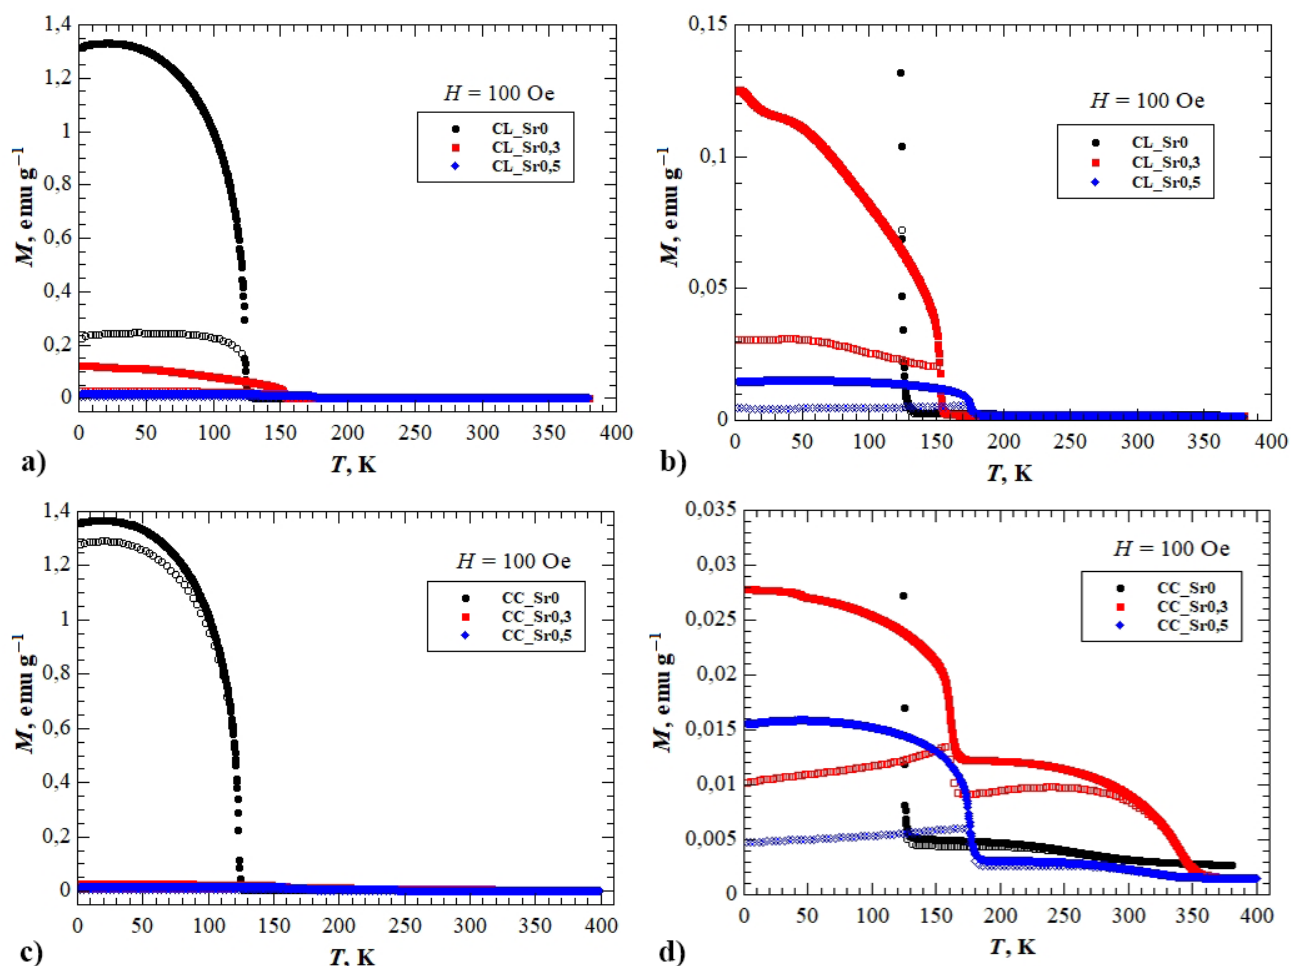 1,4
1,2
1
0,8
0,6
0,4
0,2
0
M, emu g⁻¹
H = 100 Oe
CL_Sr0
CL_Sr0,3
CL_Sr0,5
0 50 100 150 200 250 300 350 400
T, K
a)
0,15
0,1
0,05
0
M, emu g⁻¹
H = 100 Oe
CL_Sr0
CL_Sr0,3
CL_Sr0,5
0 50 100 150 200 250 300 350 400
T, K
b)
1,4
1,2
1
0,8
0,6
0,4
0,2
0
M, emu g⁻¹
H = 100 Oe
CC_Sr0
CC_Sr0,3
CC_Sr0,5
0 50 100 150 200 250 300 350 400
T, K
c)
0,035
0,03
0,025
0,02
0,015
0,01
0,005
0
M, emu g⁻¹
H = 100 Oe
CC_Sr0
CC_Sr0,3
CC_Sr0,5
0 50 100 150 200 250 300 350 400
T, K
d)